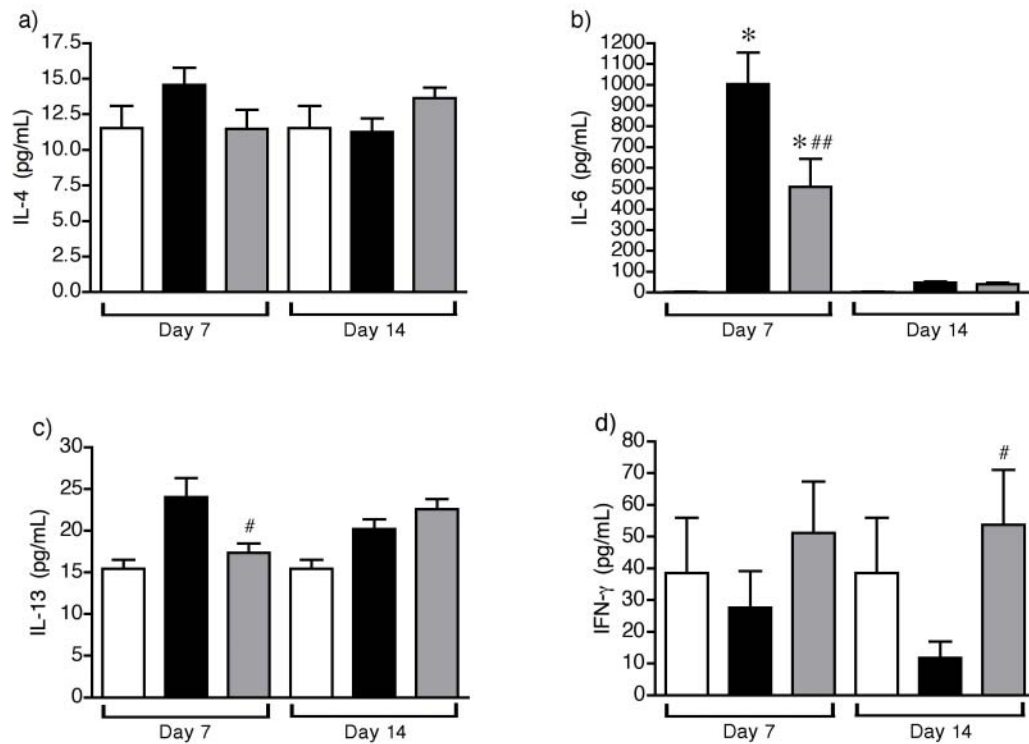 a)
17.5
15.0
12.5
10.0
7.5
5.0
2.5
0.0
IL-4 (pg/mL)
Day 7
Day 14
b)
1200
1100
1000
900
800
700
600
500
400
300
200
100
0
IL-6 (pg/mL)
*
* ##
Day 7
Day 14
c)
30
25
20
15
10
5
0
IL-13 (pg/mL)
#
Day 7
Day 14
d)
80
70
60
50
40
30
20
10
0
IFN-γ (pg/mL)
#
Day 7
Day 14